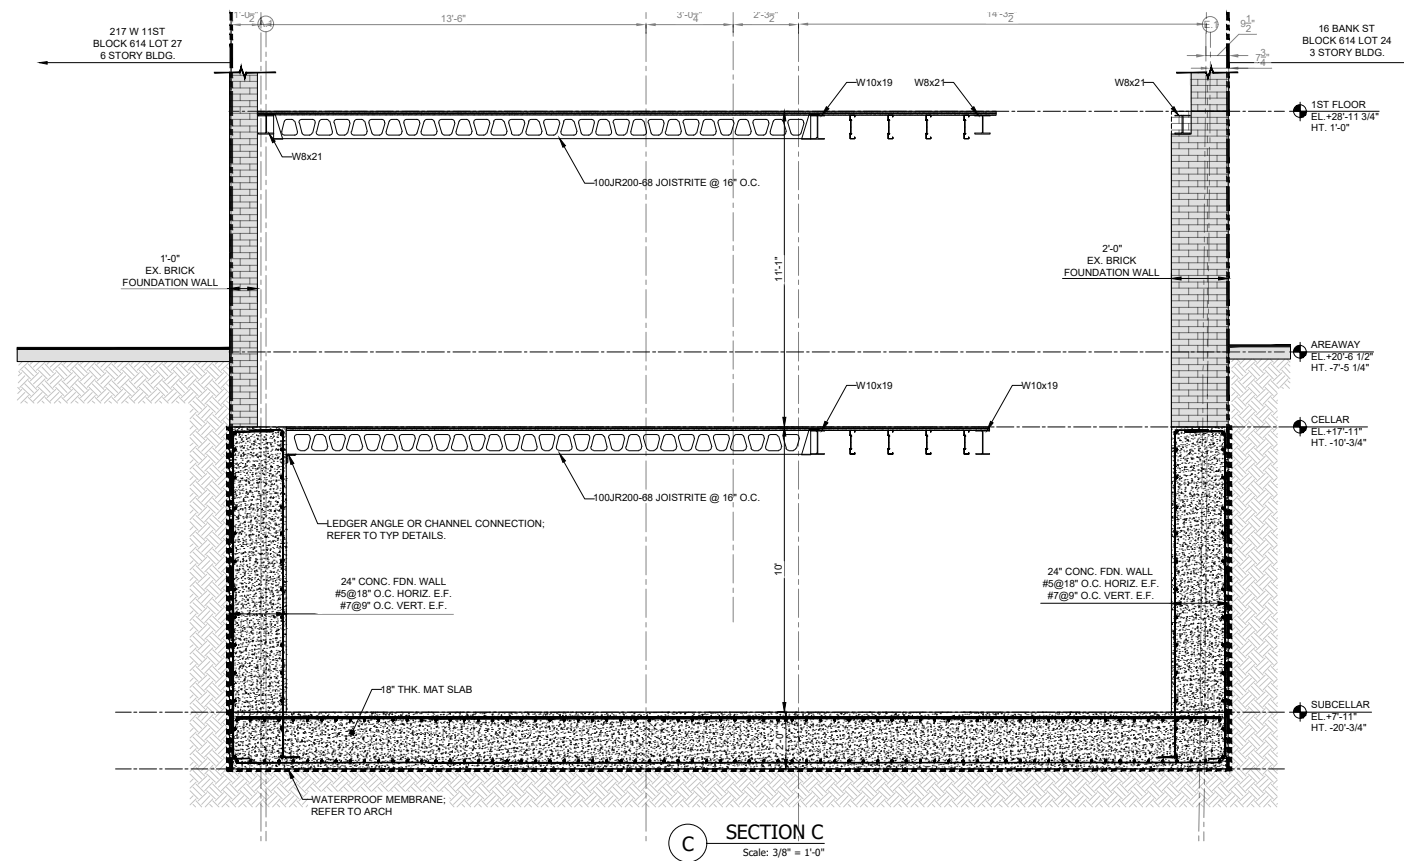 13'-6"
217 W 11ST
BLOCK 614 LOT 27
6 STORY BLDG.
16 BANK ST
BLOCK 614 LOT 24
3 STORY BLDG.
W10x19
W8x21
W8x21
1ST FLOOR
EL.+28'-11 3/4"
HT. 1'-0"
W8x21
100JR200-68 JOISTRITE @ 16" O.C.
1'-0"
EX. BRICK
FOUNDATION WALL
11'-1"
2'-0"
EX. BRICK
FOUNDATION WALL
AREAWAY
EL.+20'-6 1/2"
HT. -7'-5 1/4"
W10x19
W10x19
CELLAR
EL.+17'-11"
HT. -10'-3/4"
100JR200-68 JOISTRITE @ 16" O.C.
LEDGER ANGLE OR CHANNEL CONNECTION;
REFER TO TYP DETAILS.
10'
24" CONC. FDN. WALL
#5@18" O.C. HORIZ. E.F.
#7@9" O.C. VERT. E.F.
24" CONC. FDN. WALL
#5@18" O.C. HORIZ. E.F.
#7@9" O.C. VERT. E.F.
18" THK. MAT SLAB
SUBCELLAR
EL.+7'-11"
HT. -20'-3/4"
2'-0"
WATERPROOF MEMBRANE;
REFER TO ARCH
C
SECTION C
Scale: 3/8" = 1'-0"